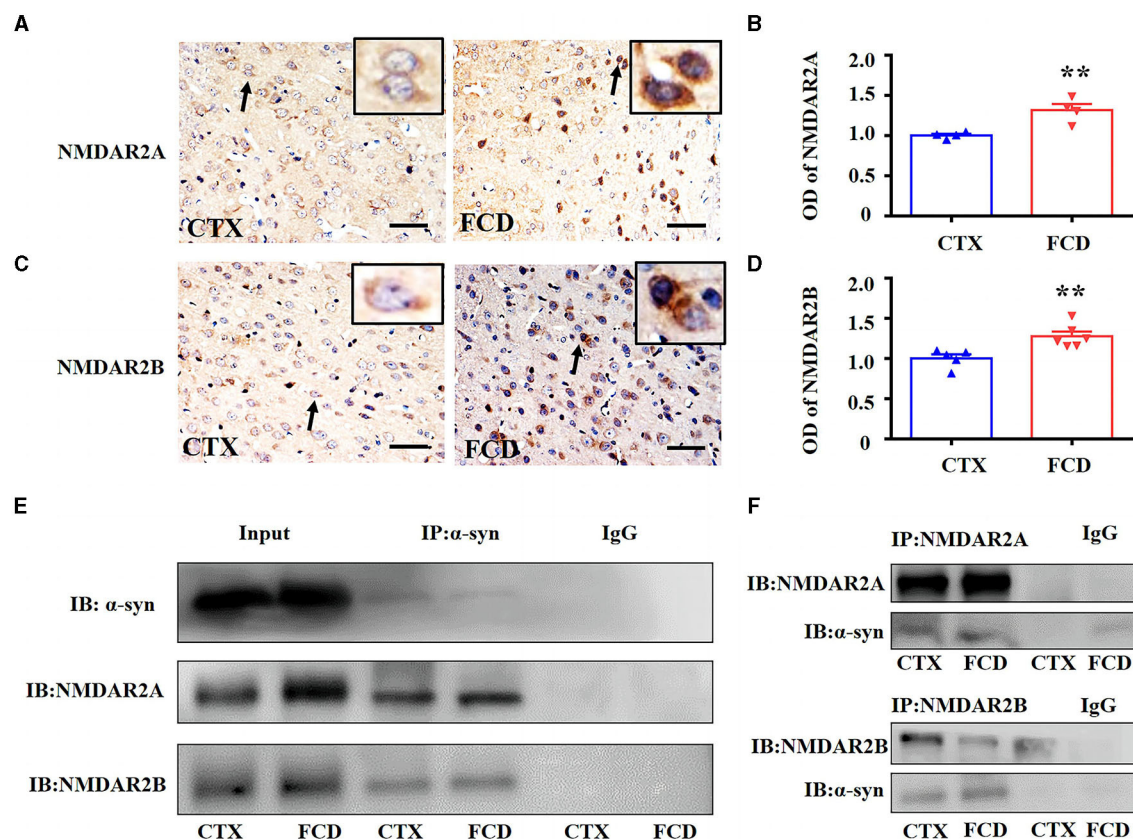 A
NMDAR2A
CTX
FCD
B
OD of NMDAR2A
2.0
1.5
1.0
0.5
0
**
CTX
FCD
C
NMDAR2B
CTX
FCD
D
OD of NMDAR2B
2.0
1.5
1.0
1.5
0
**
CTX
FCD
E
Input
IP:α-syn
IgG
IB: α-syn
IB:NMDAR2A
IB:NMDAR2B
CTX
FCD
CTX
FCD
CTX
FCD
F
IP:NMDAR2A
IgG
IB:NMDAR2A
IB:α-syn
CTX
FCD
CTX
FCD
IP:NMDAR2B
IgG
IB:NMDAR2B
IB:α-syn
CTX
FCD
CTX
FCD